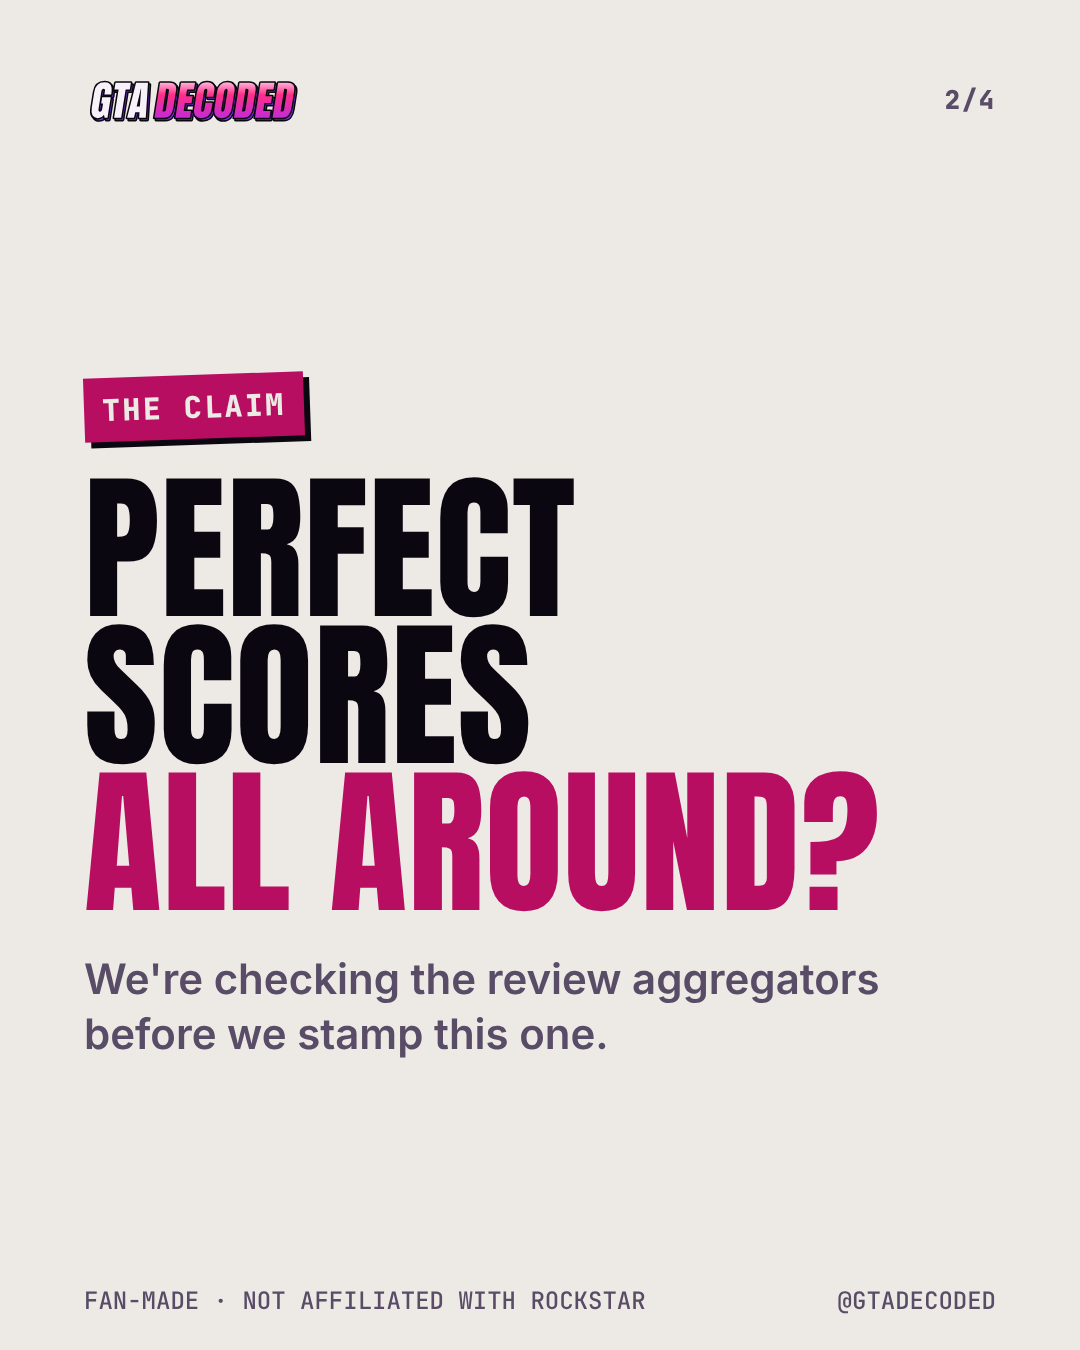 GTA DECODED
2/4
THE CLAIM
PERFECT
SCORES
ALL AROUND?
We're checking the review aggregators
before we stamp this one.
FAN-MADE · NOT AFFILIATED WITH ROCKSTAR
@GTADECODED